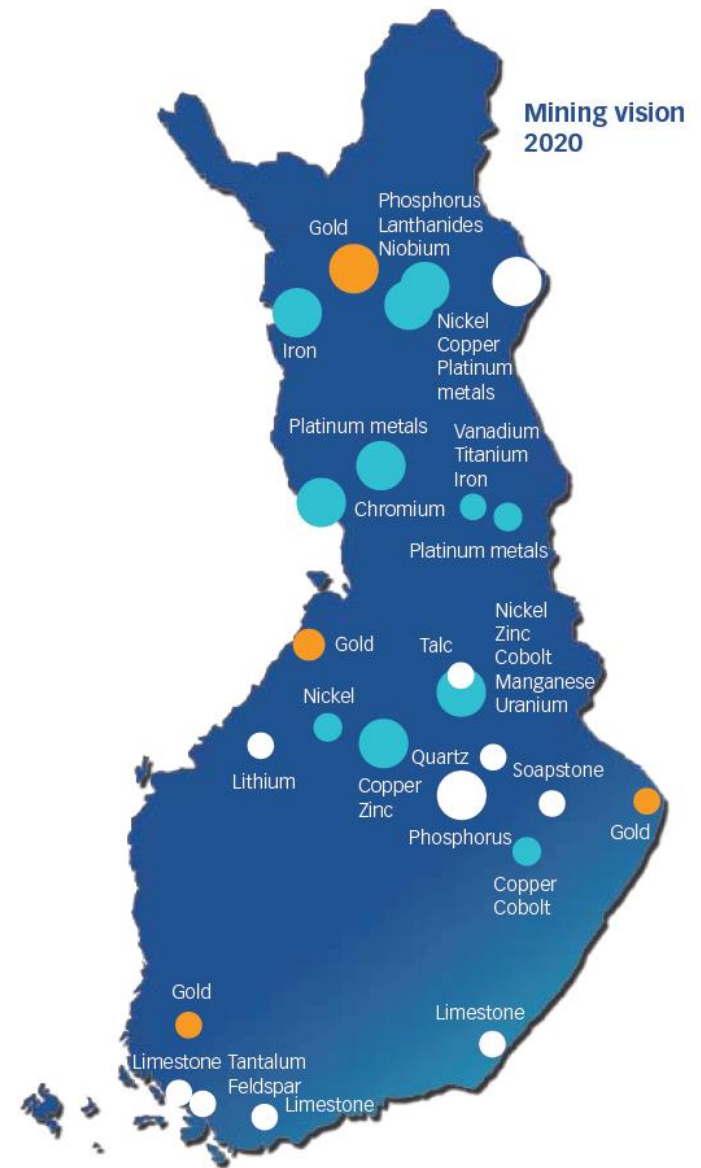 Mining vision
2020
Phosphorus
Lanthanides
Niobium
Gold
Iron
Nickel
Copper
Platinum
metals
Platinum metals
Vanadium
Titanium
Iron
Chromium
Platinum metals
Nickel
Zinc
Cobolt
Manganese
Uranium
Gold
Talc
Nickel
Lithium
Copper
Zinc
Quartz
Soapstone
Phosphorus
Gold
Copper
Cobolt
Gold
Limestone
Limestone
Tantalum
Feldspar
Limestone